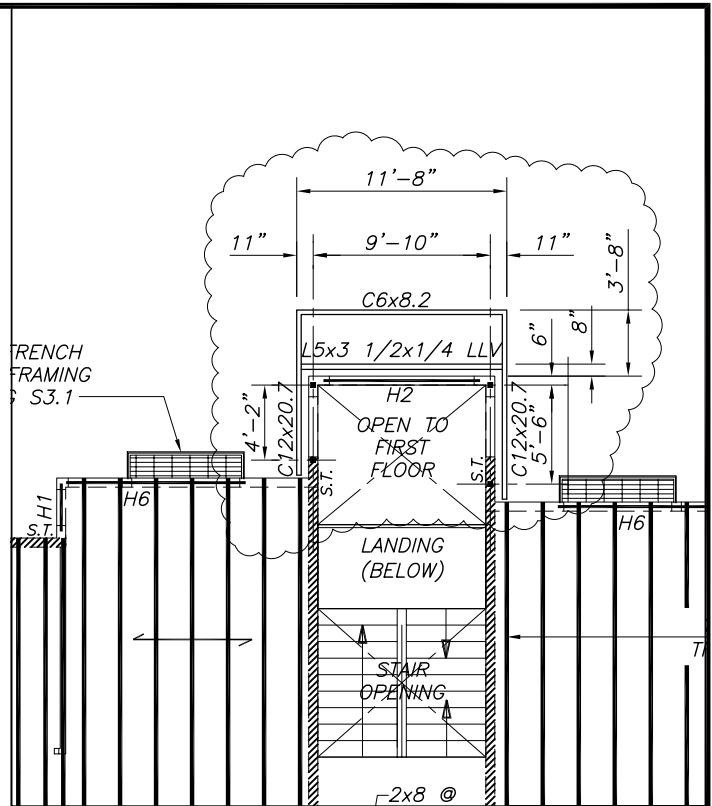 11'-8"
11"
9'-10"
11"
3'-8"
C6x8.2
6"
8"
L5x3 1/2x1/4 LLV
RENCH
FRAMING
S3.1
H2
4'-2"
C12x20.7
OPEN TO
FIRST
FLOOR
C12x20.7
5'-6"
S.T.
S.T.
H1
H6
H6
S.T.
LANDING
(BELOW)
STAIR
OPENING
2x8 @